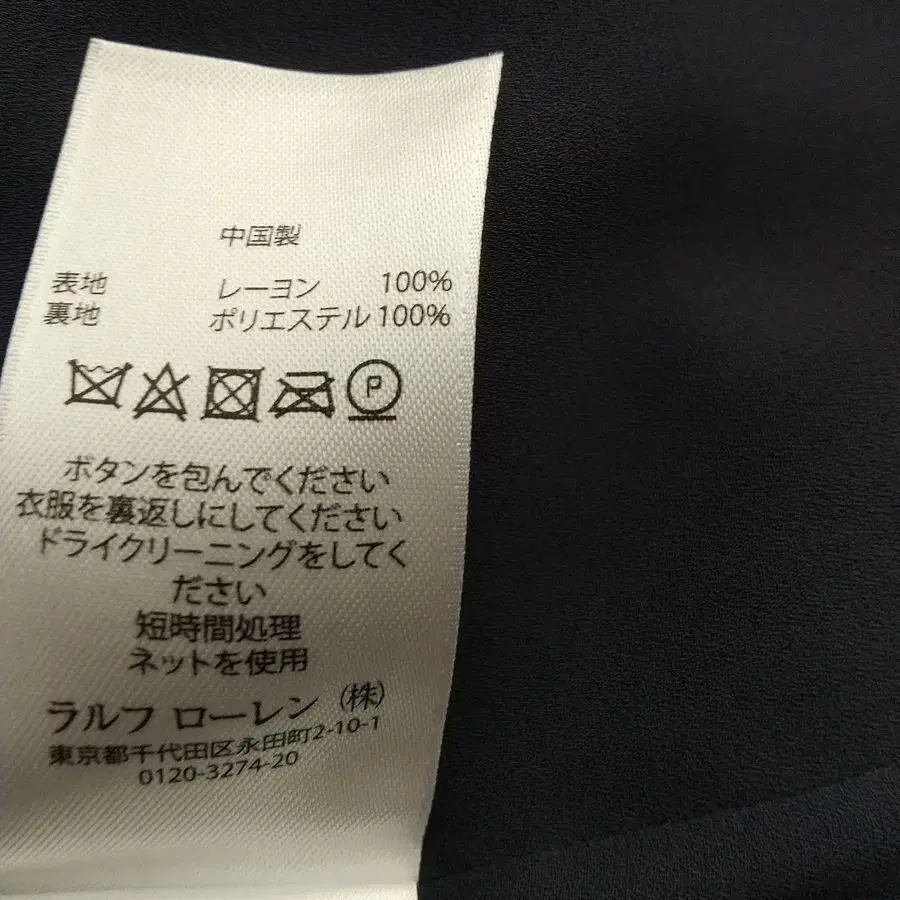 中国製
表地 レーヨン 100%
裏地 ポリエステル 100%
P
ボタンを包んでください
衣服を裏返しにしてください
ドライクリーニングをしてく
ださい
短時間処理
ネットを使用
ラルフ ローレン (株)
東京都千代田区永田町2-10-1
0120-3274-20